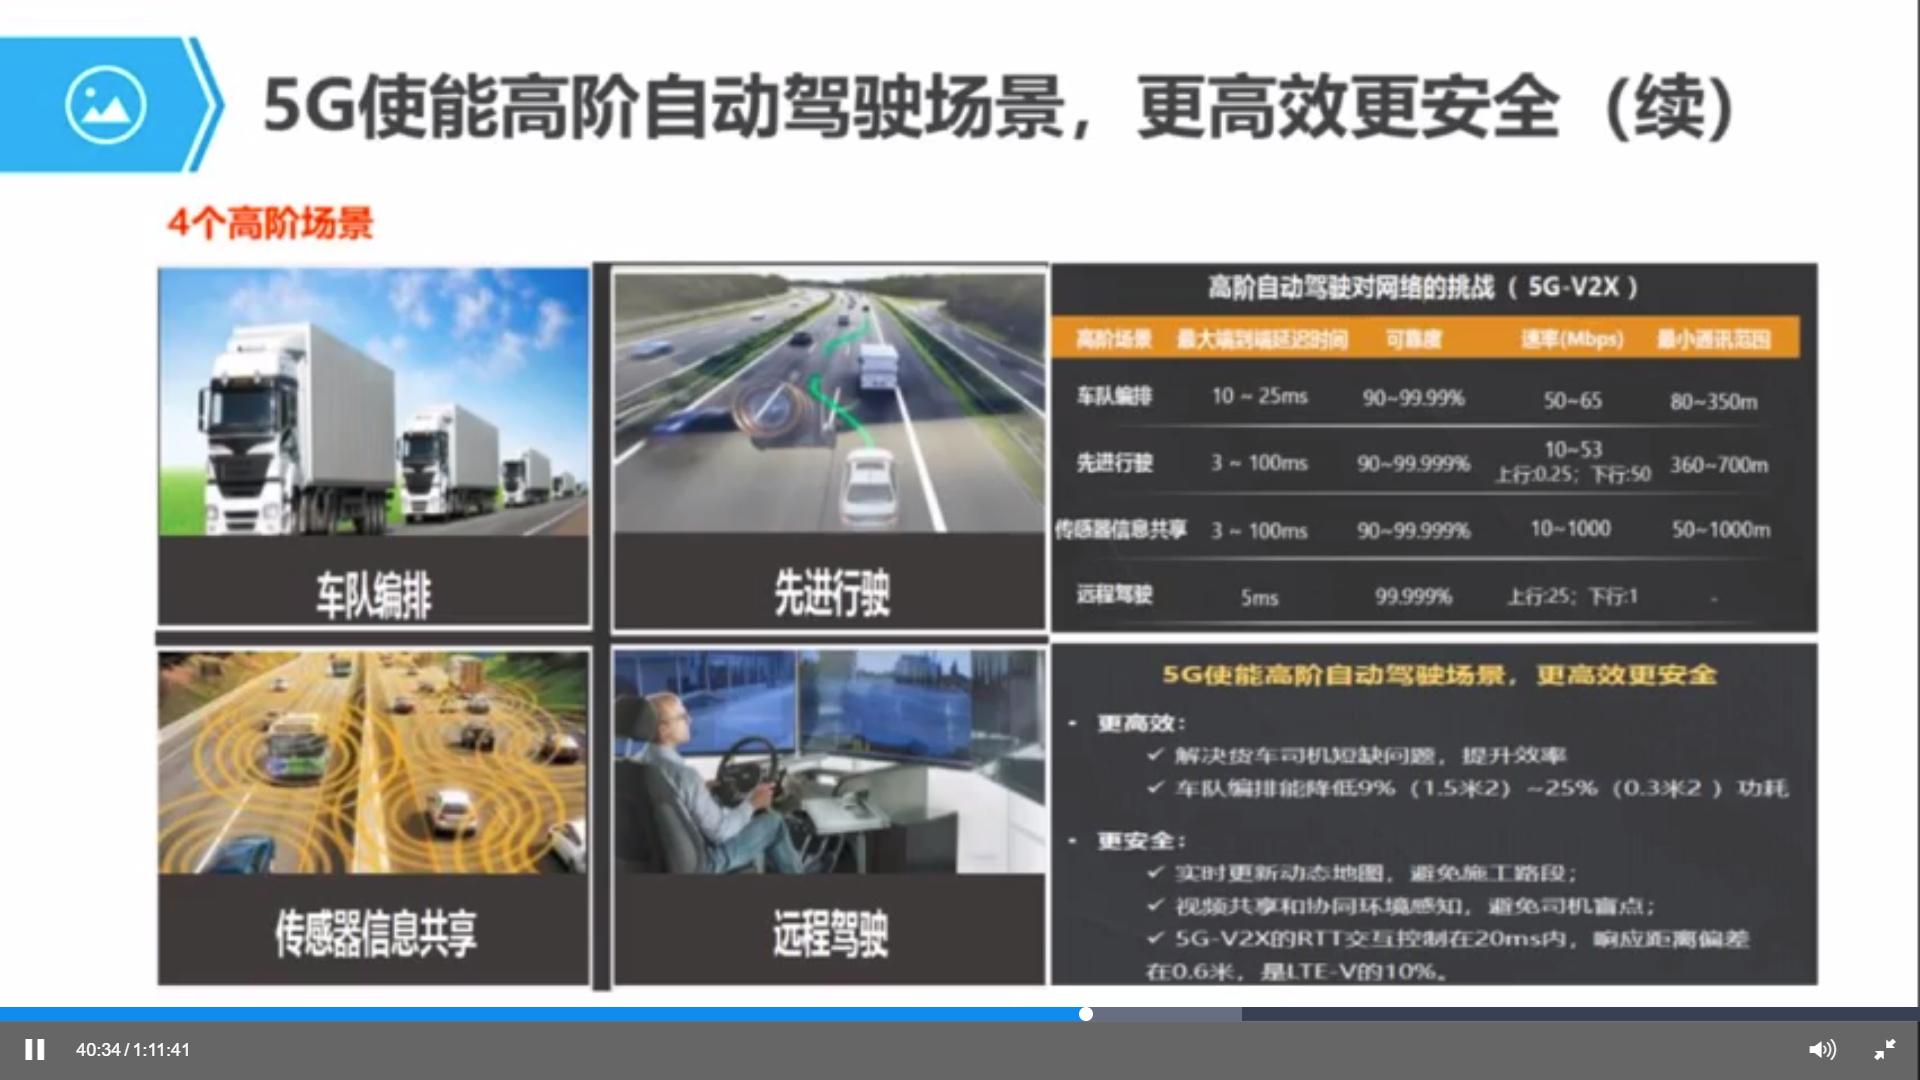 5G使能高阶自动驾驶场景，更高效更安全（续）
4个高阶场景
车队编排
先进行驶
传感器信息共享
远程驾驶
高阶自动驾驶对网络的挑战（ 5G-V2X ）
高阶场景 最大端到端延迟时间 可靠度 速率(Mbps) 最小通讯范围
车队编排 10 ~ 25ms 90~99.99% 50~65 80~350m
先进行驶 3 ~ 100ms 90~99.999% 10~53 上行:0.25；下行:50 360~700m
传感器信息共享 3 ~ 100ms 90~99.999% 10~1000 50~1000m
远程驾驶 5ms 99.999% 上行:25；下行:1 -
5G使能高阶自动驾驶场景，更高效更安全
· 更高效：
✓ 解决货车司机短缺问题，提升效率
✓ 车队编排能降低9%（1.5米2）~25%（0.3米2 ）功耗
· 更安全：
✓ 实时更新动态地图，避免施工路段；
✓ 视频共享和协同环境感知，避免司机盲点；
✓ 5G-V2X的RTT交互控制在20ms内，响应距离偏差
在0.6米，是LTE-V的10%。
40:34 / 1:11:41